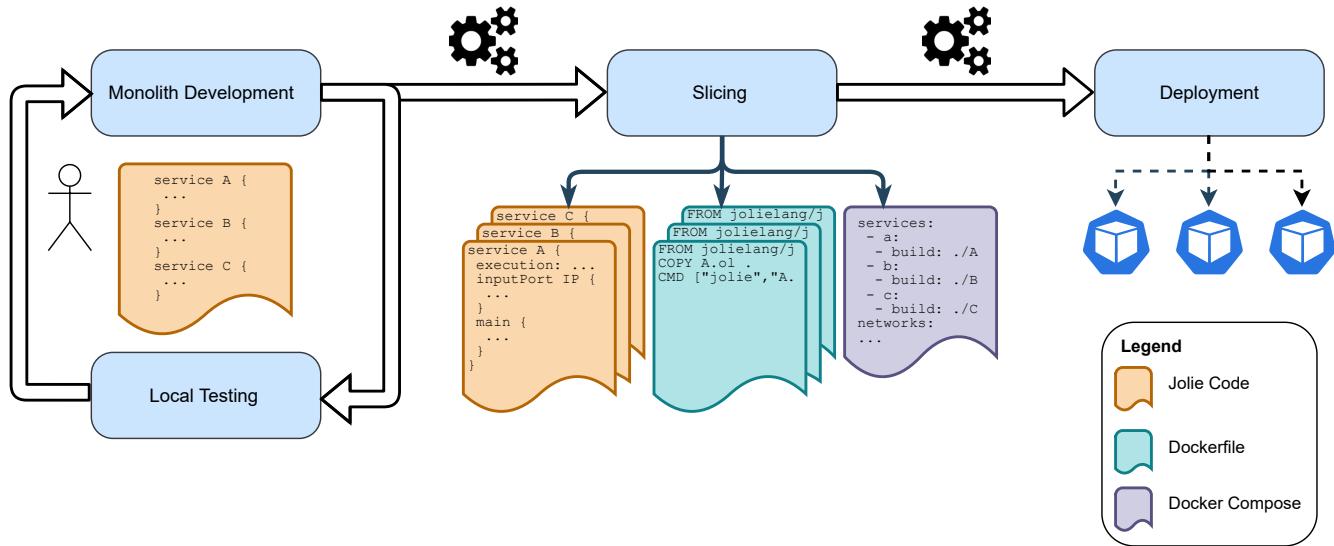 Monolith Development
Slicing
Deployment
service A {
...
}
service B {
...
}
service C {
...
}
Local Testing
service C {
service B {
service A {
execution: ...
inputPort IP {
...
}
main {
...
}
}
FROM jolielang/j
FROM jolielang/j
FROM jolielang/j
COPY A.ol .
CMD ["jolie","A.
services:
- a:
- build: ./A
- b:
- build: ./B
- c:
- build: ./C
networks:
...
Legend
Jolie Code
Dockerfile
Docker Compose